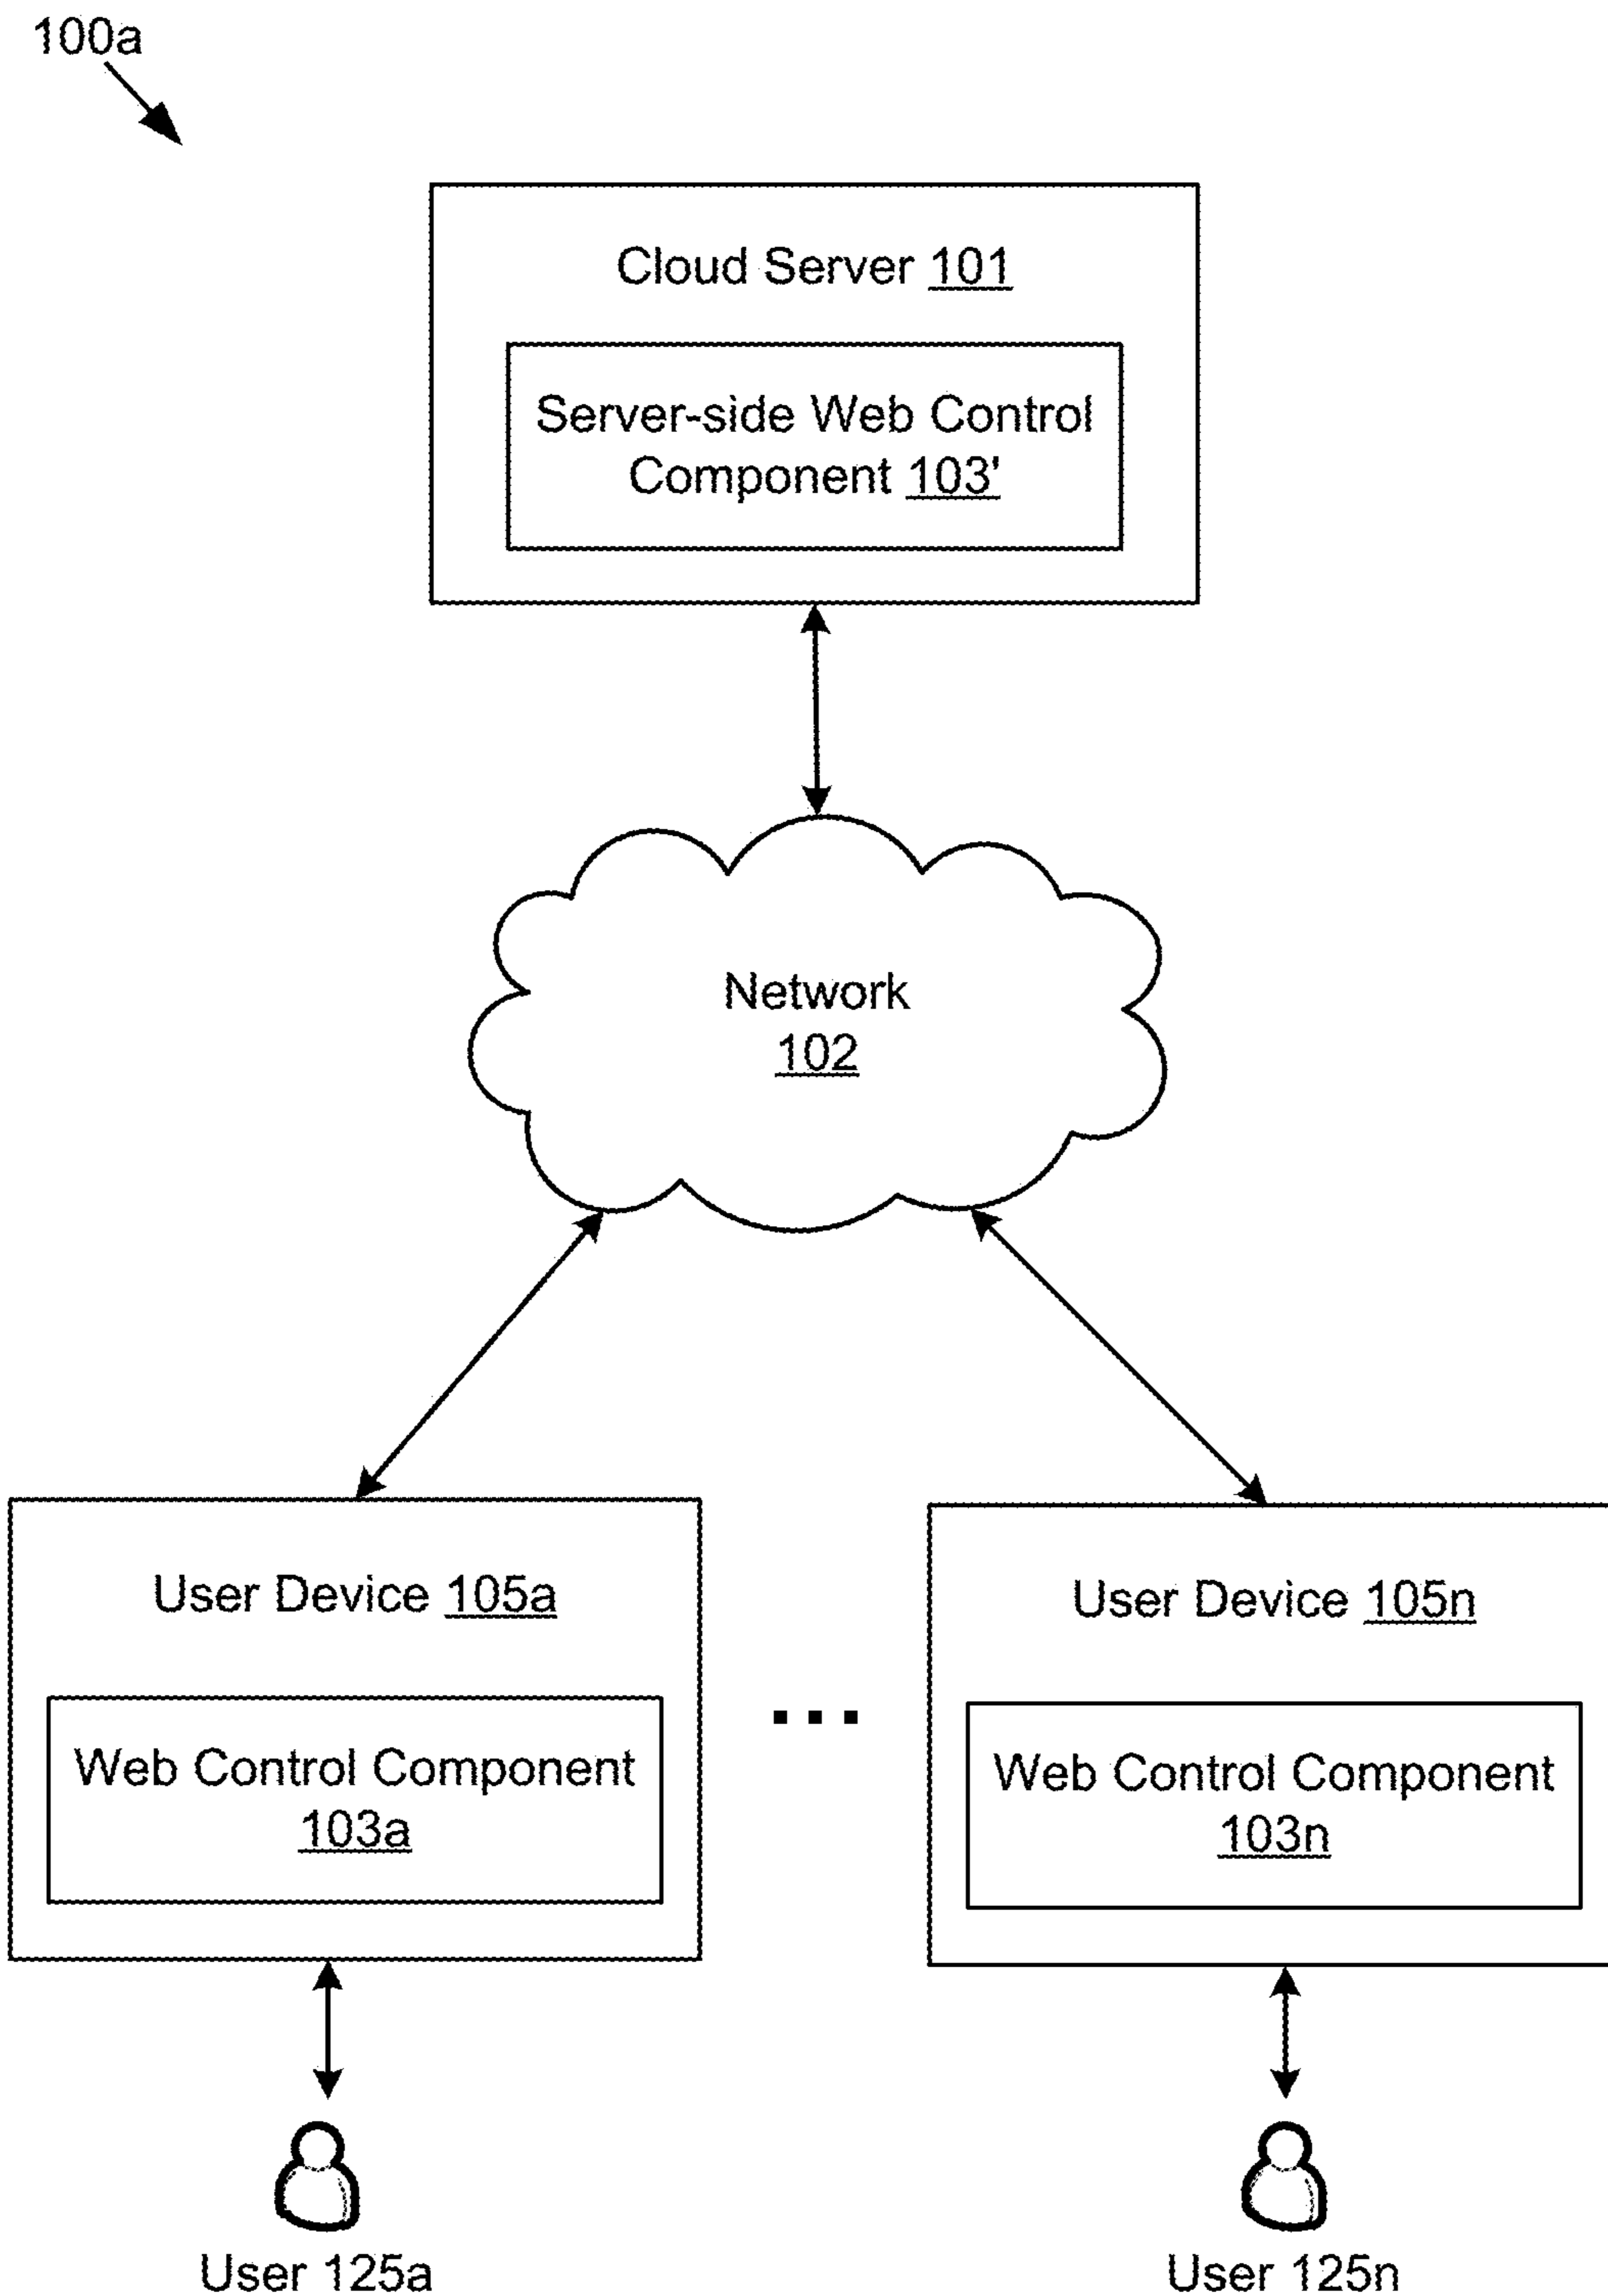 100a
Cloud Server 101
Server-side Web Control
Component 103'
Network
102
User Device 105a
Web Control Component
103a
...
User Device 105n
Web Control Component
103n
User 125a
User 125n